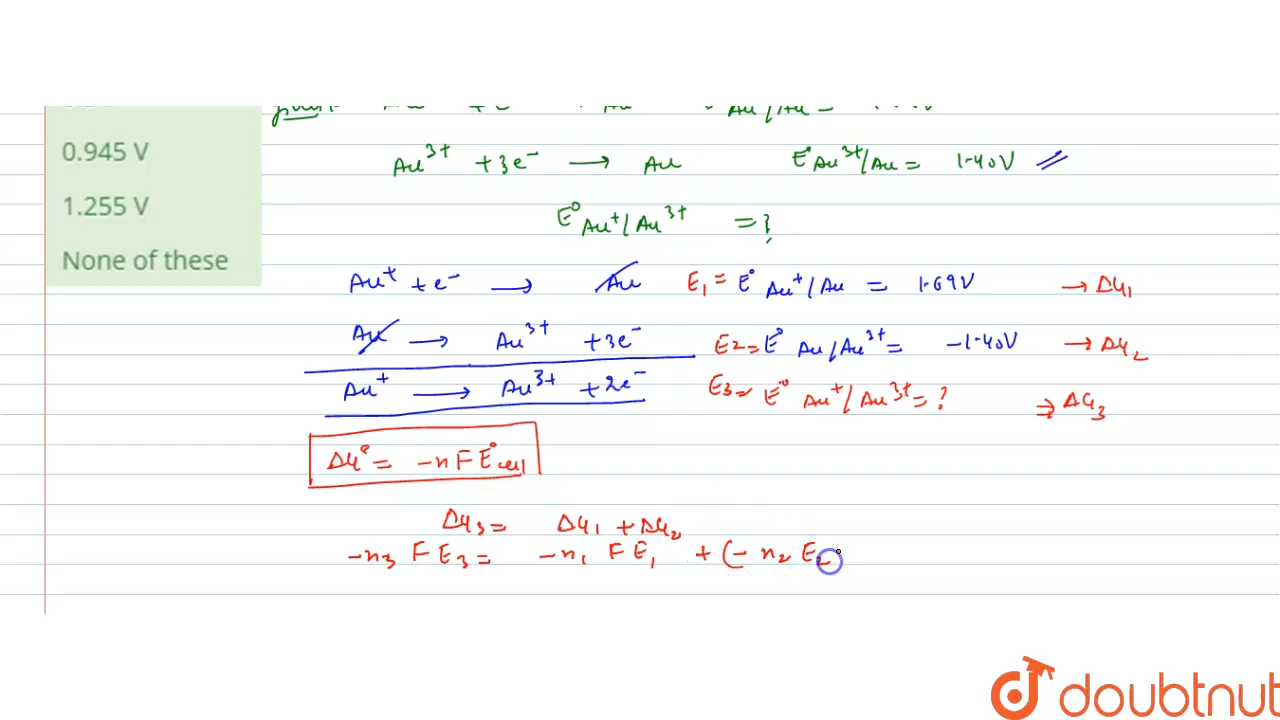 0.945 V
1.255 V
None of these
Au³⁺ + 3e⁻ ⟶ Au E° Au³⁺/Au = 1.40V
E° Au⁺/Au³⁺ = ?
Au⁺ + e⁻ ⟶ Au E₁ = E° Au⁺/Au = 1.69V → ΔG₁
Au ⟶ Au³⁺ + 3e⁻ E₂ = E° Au/Au³⁺ = -1.40V → ΔG₂
Au⁺ ⟶ Au³⁺ + 2e⁻ E₃ = E° Au⁺/Au³⁺ = ? ⇒ ΔG₃
ΔG° = -nFE°cell
ΔG₃ = ΔG₁ + ΔG₂
-n₃ F E₃ = -n₁ F E₁ + (- n₂ E₂
doubtnut